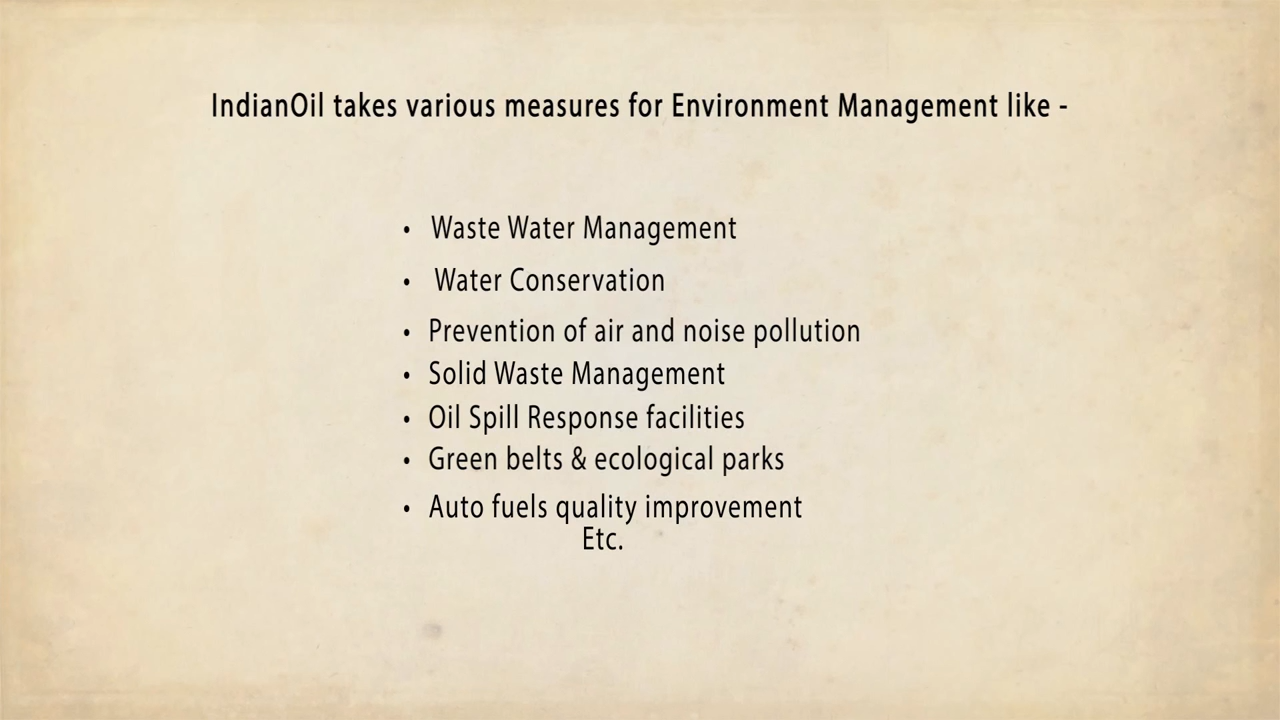 IndianOil takes various measures for Environment Management like -
• Waste Water Management
• Water Conservation
• Prevention of air and noise pollution
• Solid Waste Management
• Oil Spill Response facilities
• Green belts & ecological parks
• Auto fuels quality improvement
Etc.